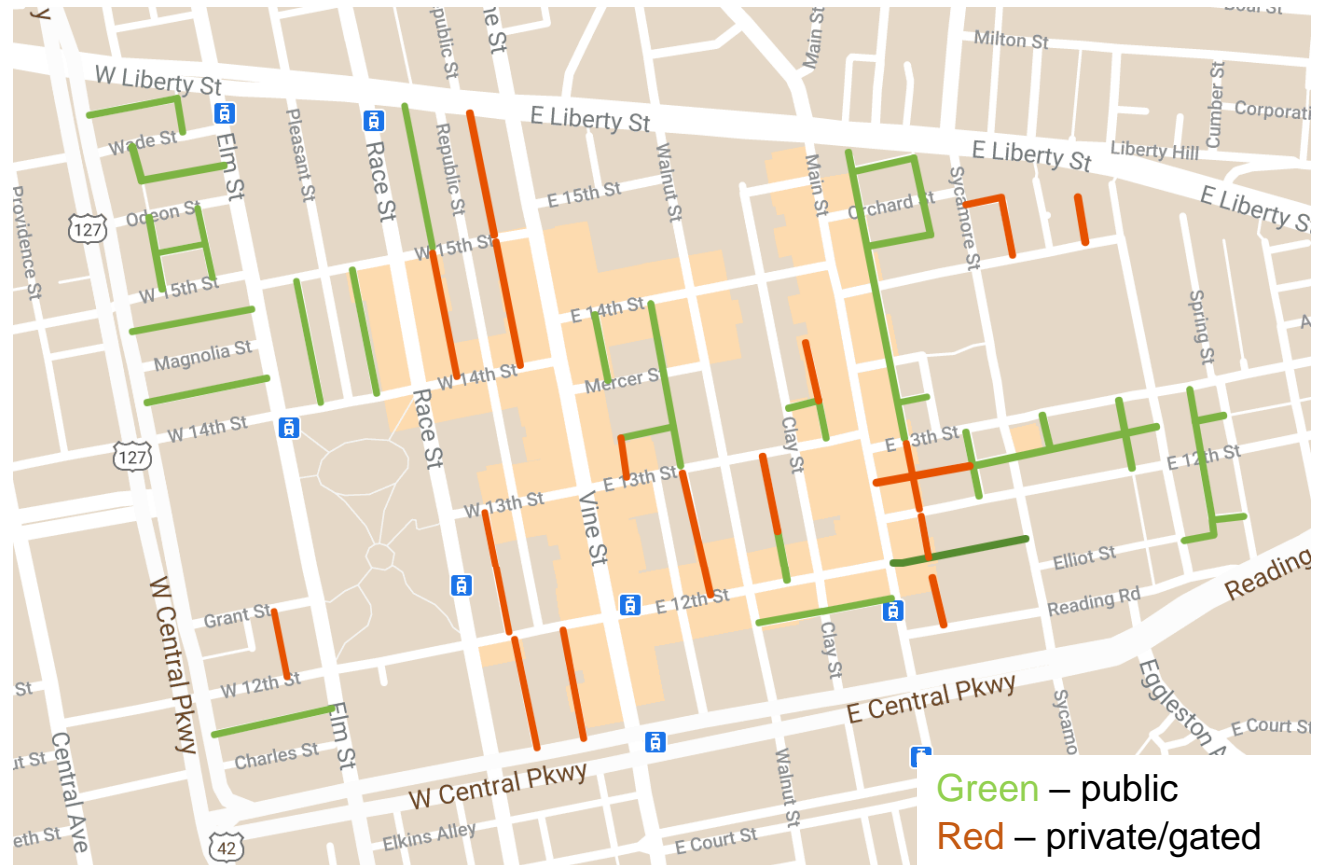 W Liberty St
Wade St
Elm St
Pleasant St
Race St
Republic St
E Liberty St
Main St
Milton St
Cumber St
Liberty Hill
E Liberty St
E Liberty St
Providence St
127
Odeon St
W 15th St
W 15th St
E 15th St
Walnut St
Main St
Orchard St
Sycamore St
Magnolia St
W 14th St
W 14th St
E 14th St
Mercer St
Spring St
127
Race St
Clay St
E 13th St
E 13th St
W 13th St
E 12th St
Vine St
W Central Pkwy
Grant St
E 12th St
Elliot St
Reading Rd
Reading
W 12th St
Clay St
Elm St
Charles St
E Central Pkwy
Central Ave
W Central Pkwy
Walnut St
E Court St
Elkins Alley
E Court St
42
Green – public
Red – private/gated